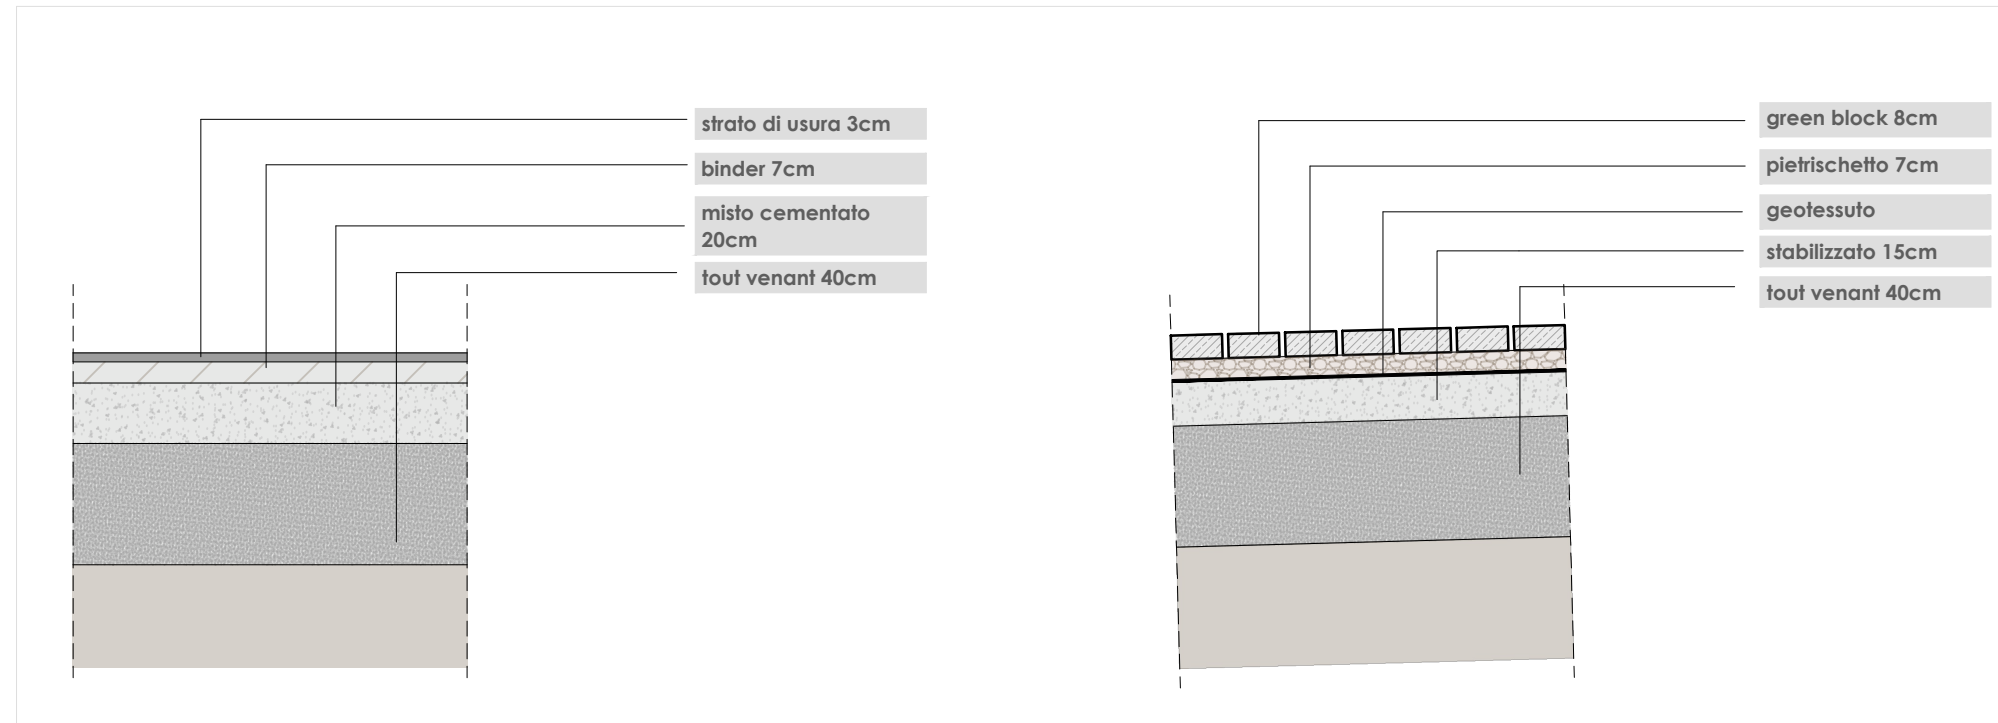 strato di usura 3cm
binder 7cm
misto cementato
20cm
tout venant 40cm
green block 8cm
pietrischetto 7cm
geotessuto
stabilizzato 15cm
tout venant 40cm